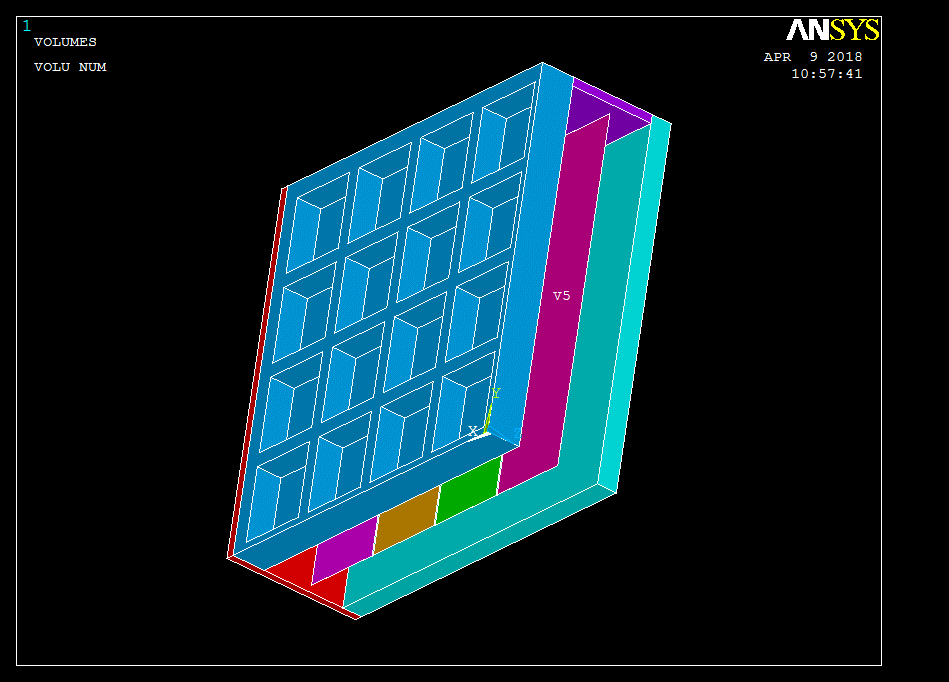 1
VOLUMES
VOLU NUM
ANSYS
APR 9 2018
10:57:41
V5
Y
X